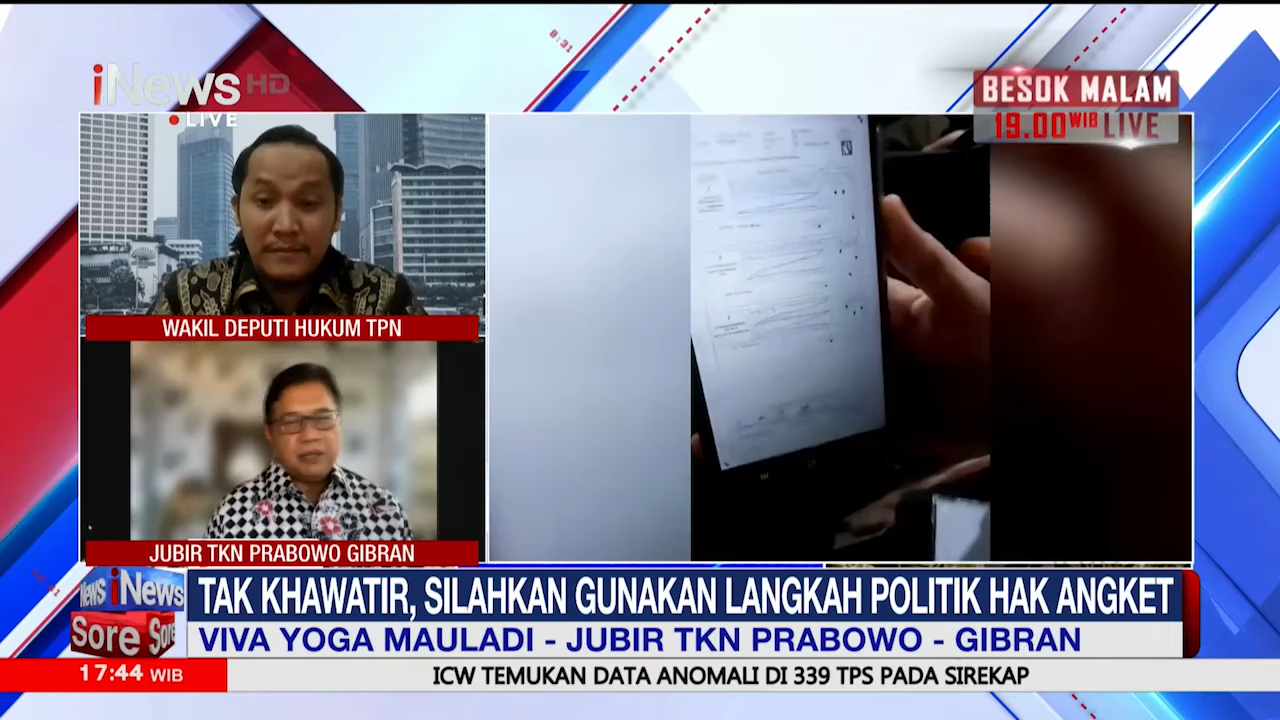 iNews HD
LIVE
BESOK MALAM
19.00 WIB LIVE
WAKIL DEPUTI HUKUM TPN
JUBIR TKN PRABOWO GIBRAN
News iNews
Sore Sore
TAK KHAWATIR, SILAHKAN GUNAKAN LANGKAH POLITIK HAK ANGKET
VIVA YOGA MAULADI - JUBIR TKN PRABOWO - GIBRAN
17:44 WIB
ICW TEMUKAN DATA ANOMALI DI 339 TPS PADA SIREKAP